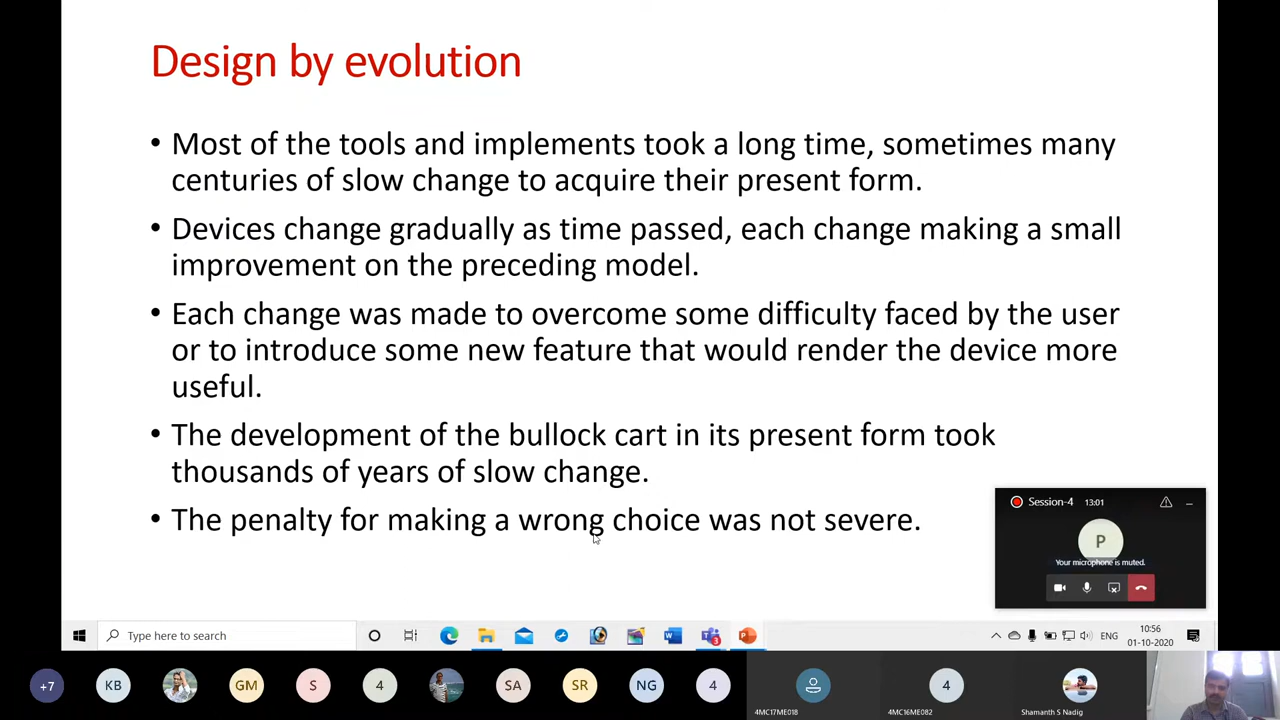 Design by evolution
• Most of the tools and implements took a long time, sometimes many
centuries of slow change to acquire their present form.
• Devices change gradually as time passed, each change making a small
improvement on the preceding model.
• Each change was made to overcome some difficulty faced by the user
or to introduce some new feature that would render the device more
useful.
• The development of the bullock cart in its present form took
thousands of years of slow change.
• The penalty for making a wrong choice was not severe.
Session-4 13:01
P
Your microphone is muted.
Type here to search
3
ENG
10:56
01-10-2020
+7
KB
GM
S
4
SA
SR
NG
4
4
4MC17ME018
4MC16ME082
Shamanth S Nadig